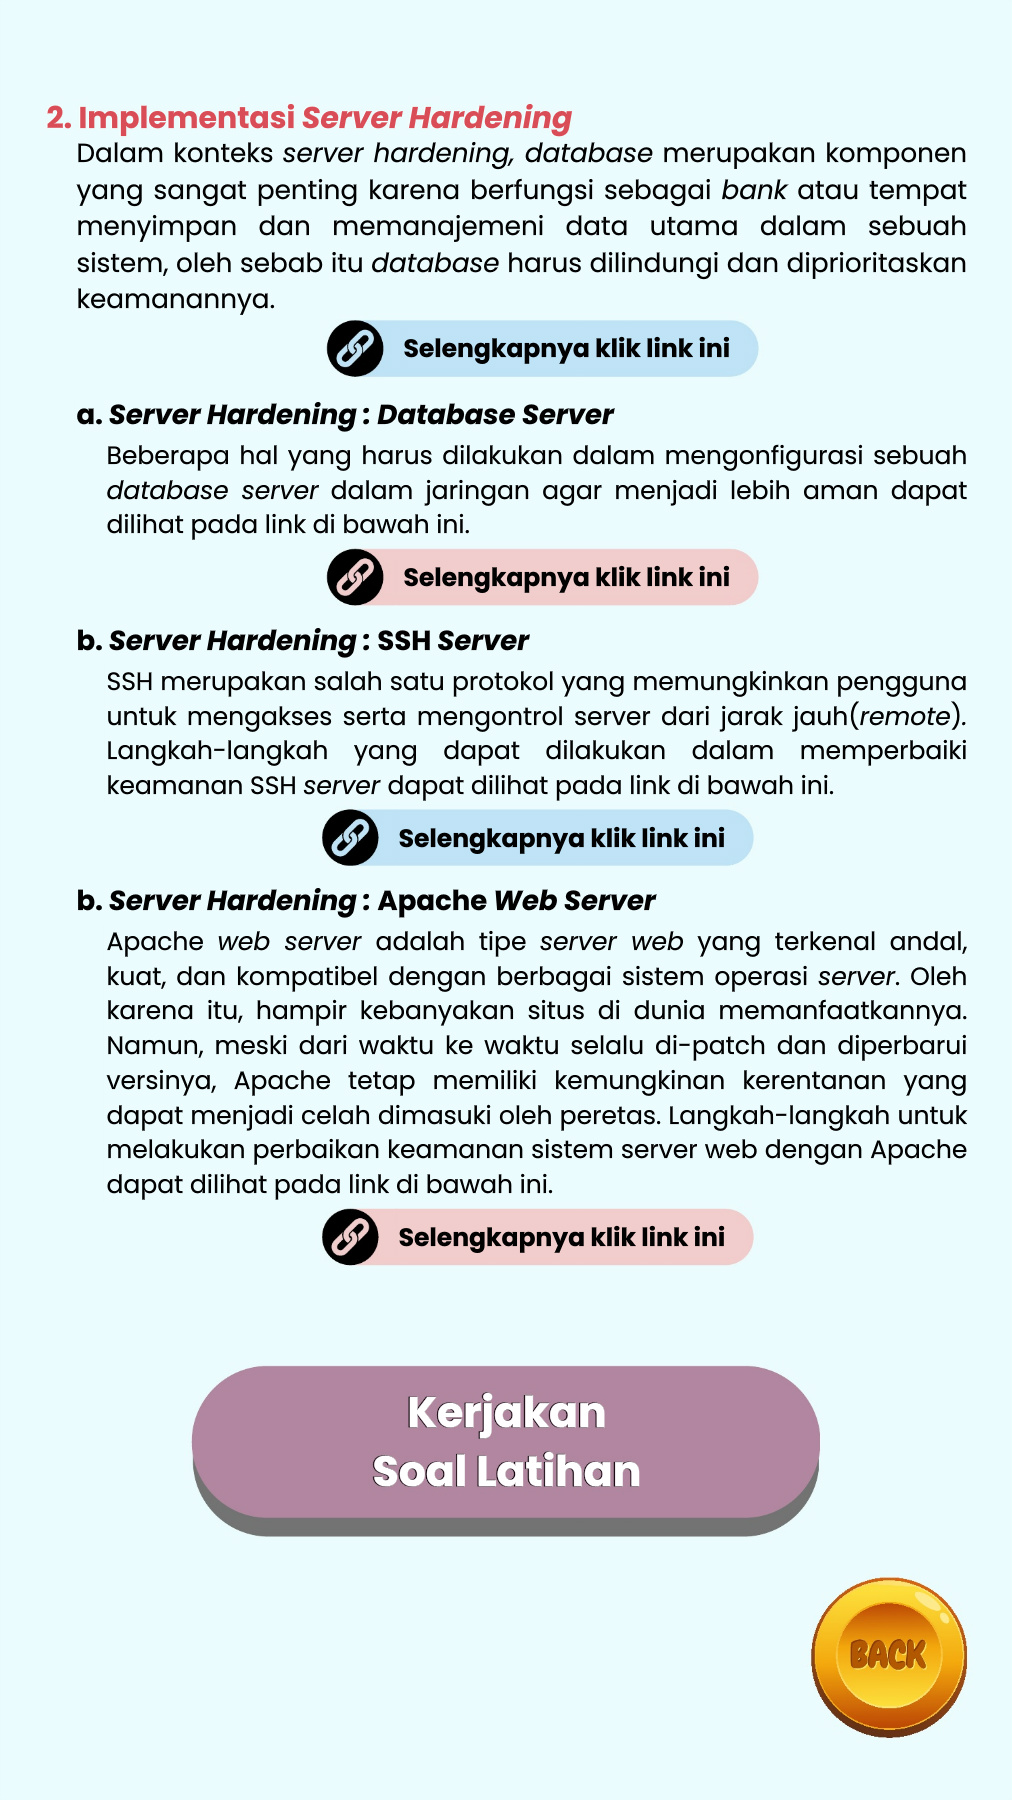 2. Implementasi Server Hardening
Dalam konteks server hardening, database merupakan komponen
yang sangat penting karena berfungsi sebagai bank atau tempat
menyimpan dan memanajemeni data utama dalam sebuah
sistem, oleh sebab itu database harus dilindungi dan diprioritaskan
keamanannya.
Selengkapnya klik link ini
a. Server Hardening : Database Server
Beberapa hal yang harus dilakukan dalam mengonfigurasi sebuah
database server dalam jaringan agar menjadi lebih aman dapat
dilihat pada link di bawah ini.
Selengkapnya klik link ini
b. Server Hardening : SSH Server
SSH merupakan salah satu protokol yang memungkinkan pengguna
untuk mengakses serta mengontrol server dari jarak jauh(remote).
Langkah-langkah yang dapat dilakukan dalam memperbaiki
keamanan SSH server dapat dilihat pada link di bawah ini.
Selengkapnya klik link ini
b. Server Hardening : Apache Web Server
Apache web server adalah tipe server web yang terkenal andal,
kuat, dan kompatibel dengan berbagai sistem operasi server. Oleh
karena itu, hampir kebanyakan situs di dunia memanfaatkannya.
Namun, meski dari waktu ke waktu selalu di-patch dan diperbarui
versinya, Apache tetap memiliki kemungkinan kerentanan yang
dapat menjadi celah dimasuki oleh peretas. Langkah-langkah untuk
melakukan perbaikan keamanan sistem server web dengan Apache
dapat dilihat pada link di bawah ini.
Selengkapnya klik link ini
Kerjakan
Soal Latihan
BACK